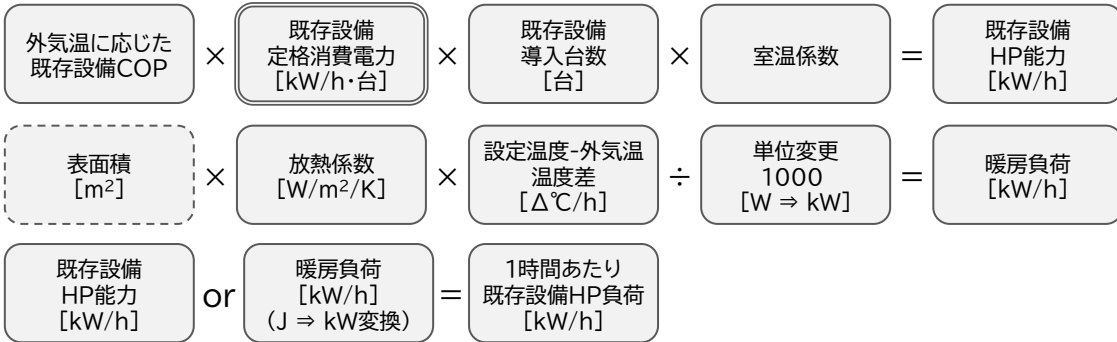 外気温に応じた
既存設備COP
×
既存設備
定格消費電力
[kW/h・台]
×
既存設備
導入台数
[台]
×
室温係数
=
既存設備
HP能力
[kW/h]
表面積
[m²]
×
放熱係数
[W/m²/K]
×
設定温度-外気温
温度差
[Δ℃/h]
÷
単位変更
1000
[W ⇒ kW]
=
暖房負荷
[kW/h]
既存設備
HP能力
[kW/h]
or
暖房負荷
[kW/h]
(J ⇒ kW変換)
=
1時間あたり
既存設備HP負荷
[kW/h]